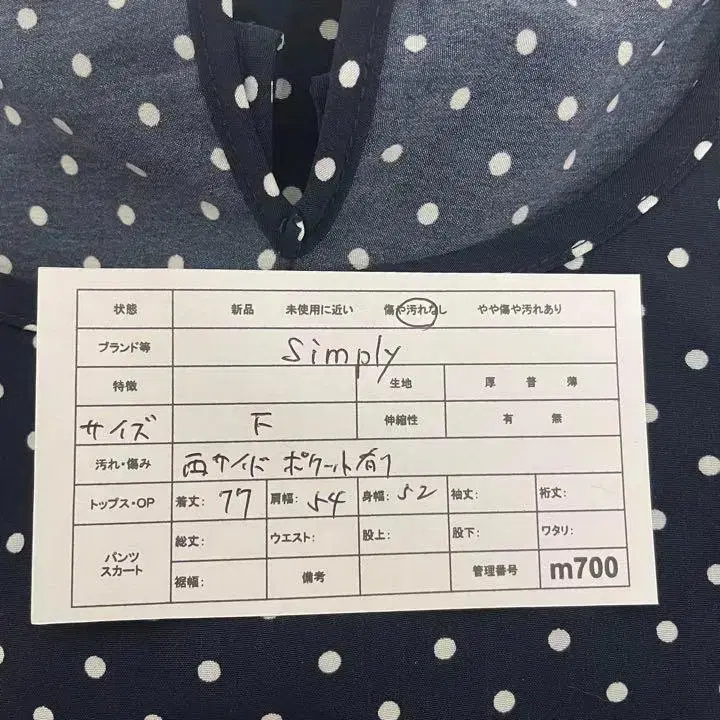 状態 新品 未使用に近い 傷や汚れなし やや傷や汚れあり
ブランド等 Simply
特徴 生地 厚 普 薄
サイズ F 伸縮性 有 無
汚れ・傷み 両サイド ポケット有り
トップス・OP 着丈: 77 肩幅: 54 身幅: 52 袖丈: 裄丈:
パンツ スカート 総丈: ウエスト: 股上: 股下: ワタリ:
裾幅: 備考 管理番号 m700